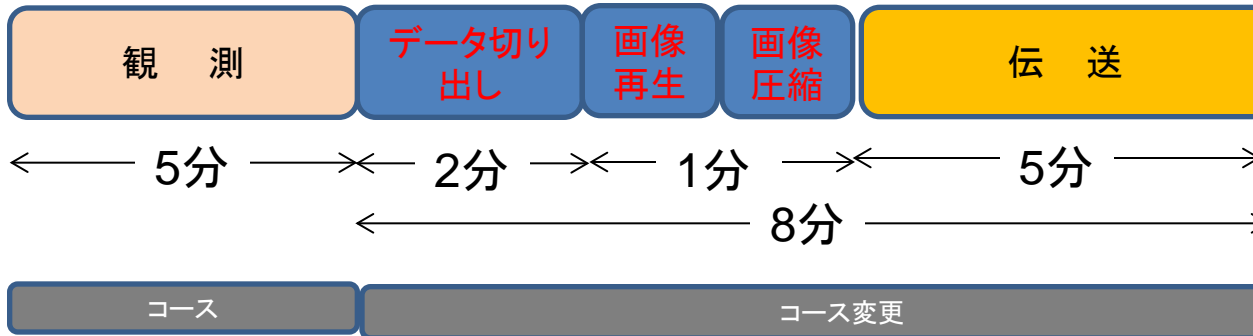 観 測
データ切り
出し
画像
再生
画像
圧縮
伝 送
5分
2分
1分
5分
8分
コース
コース変更